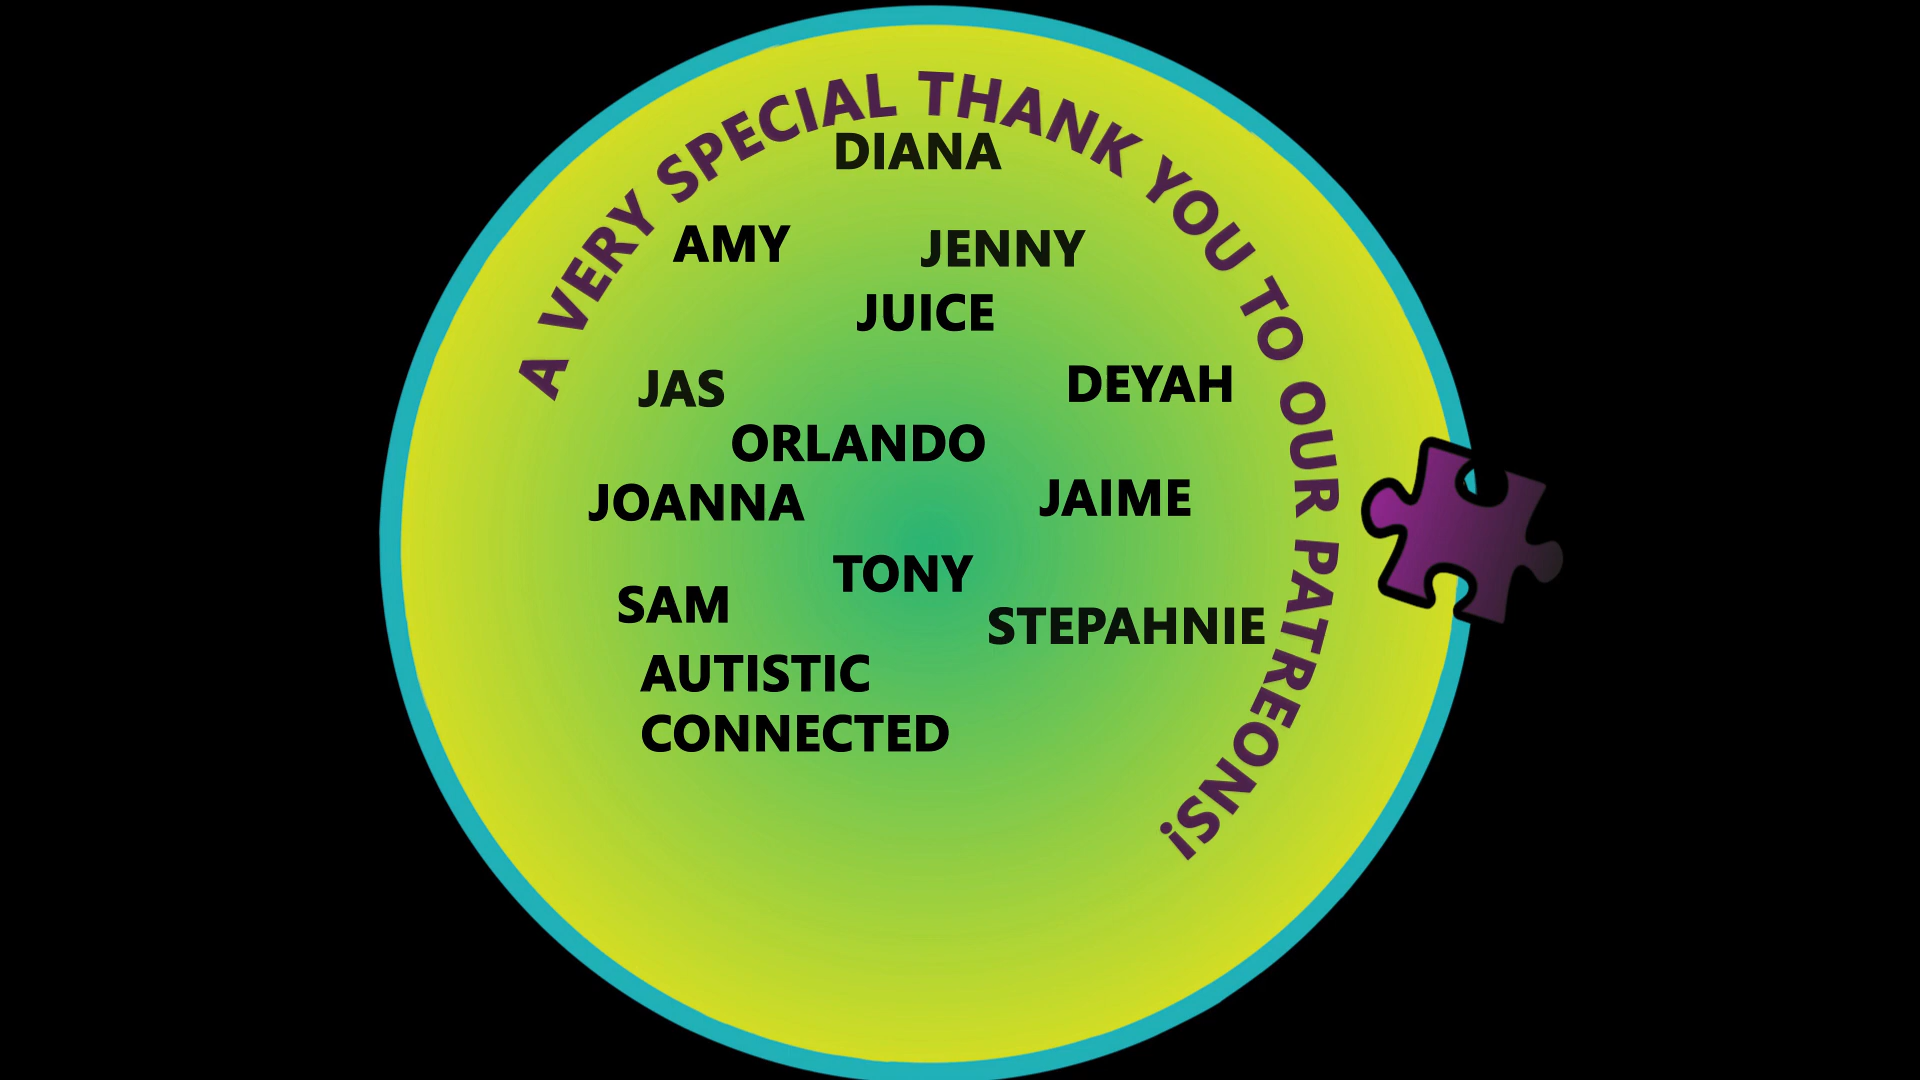 A VERY SPECIAL THANK YOU TO OUR PATREONS!
DIANA
AMY
JENNY
JUICE
JAS
DEYAH
ORLANDO
JOANNA
JAIME
TONY
SAM
STEPAHNIE
AUTISTIC
CONNECTED